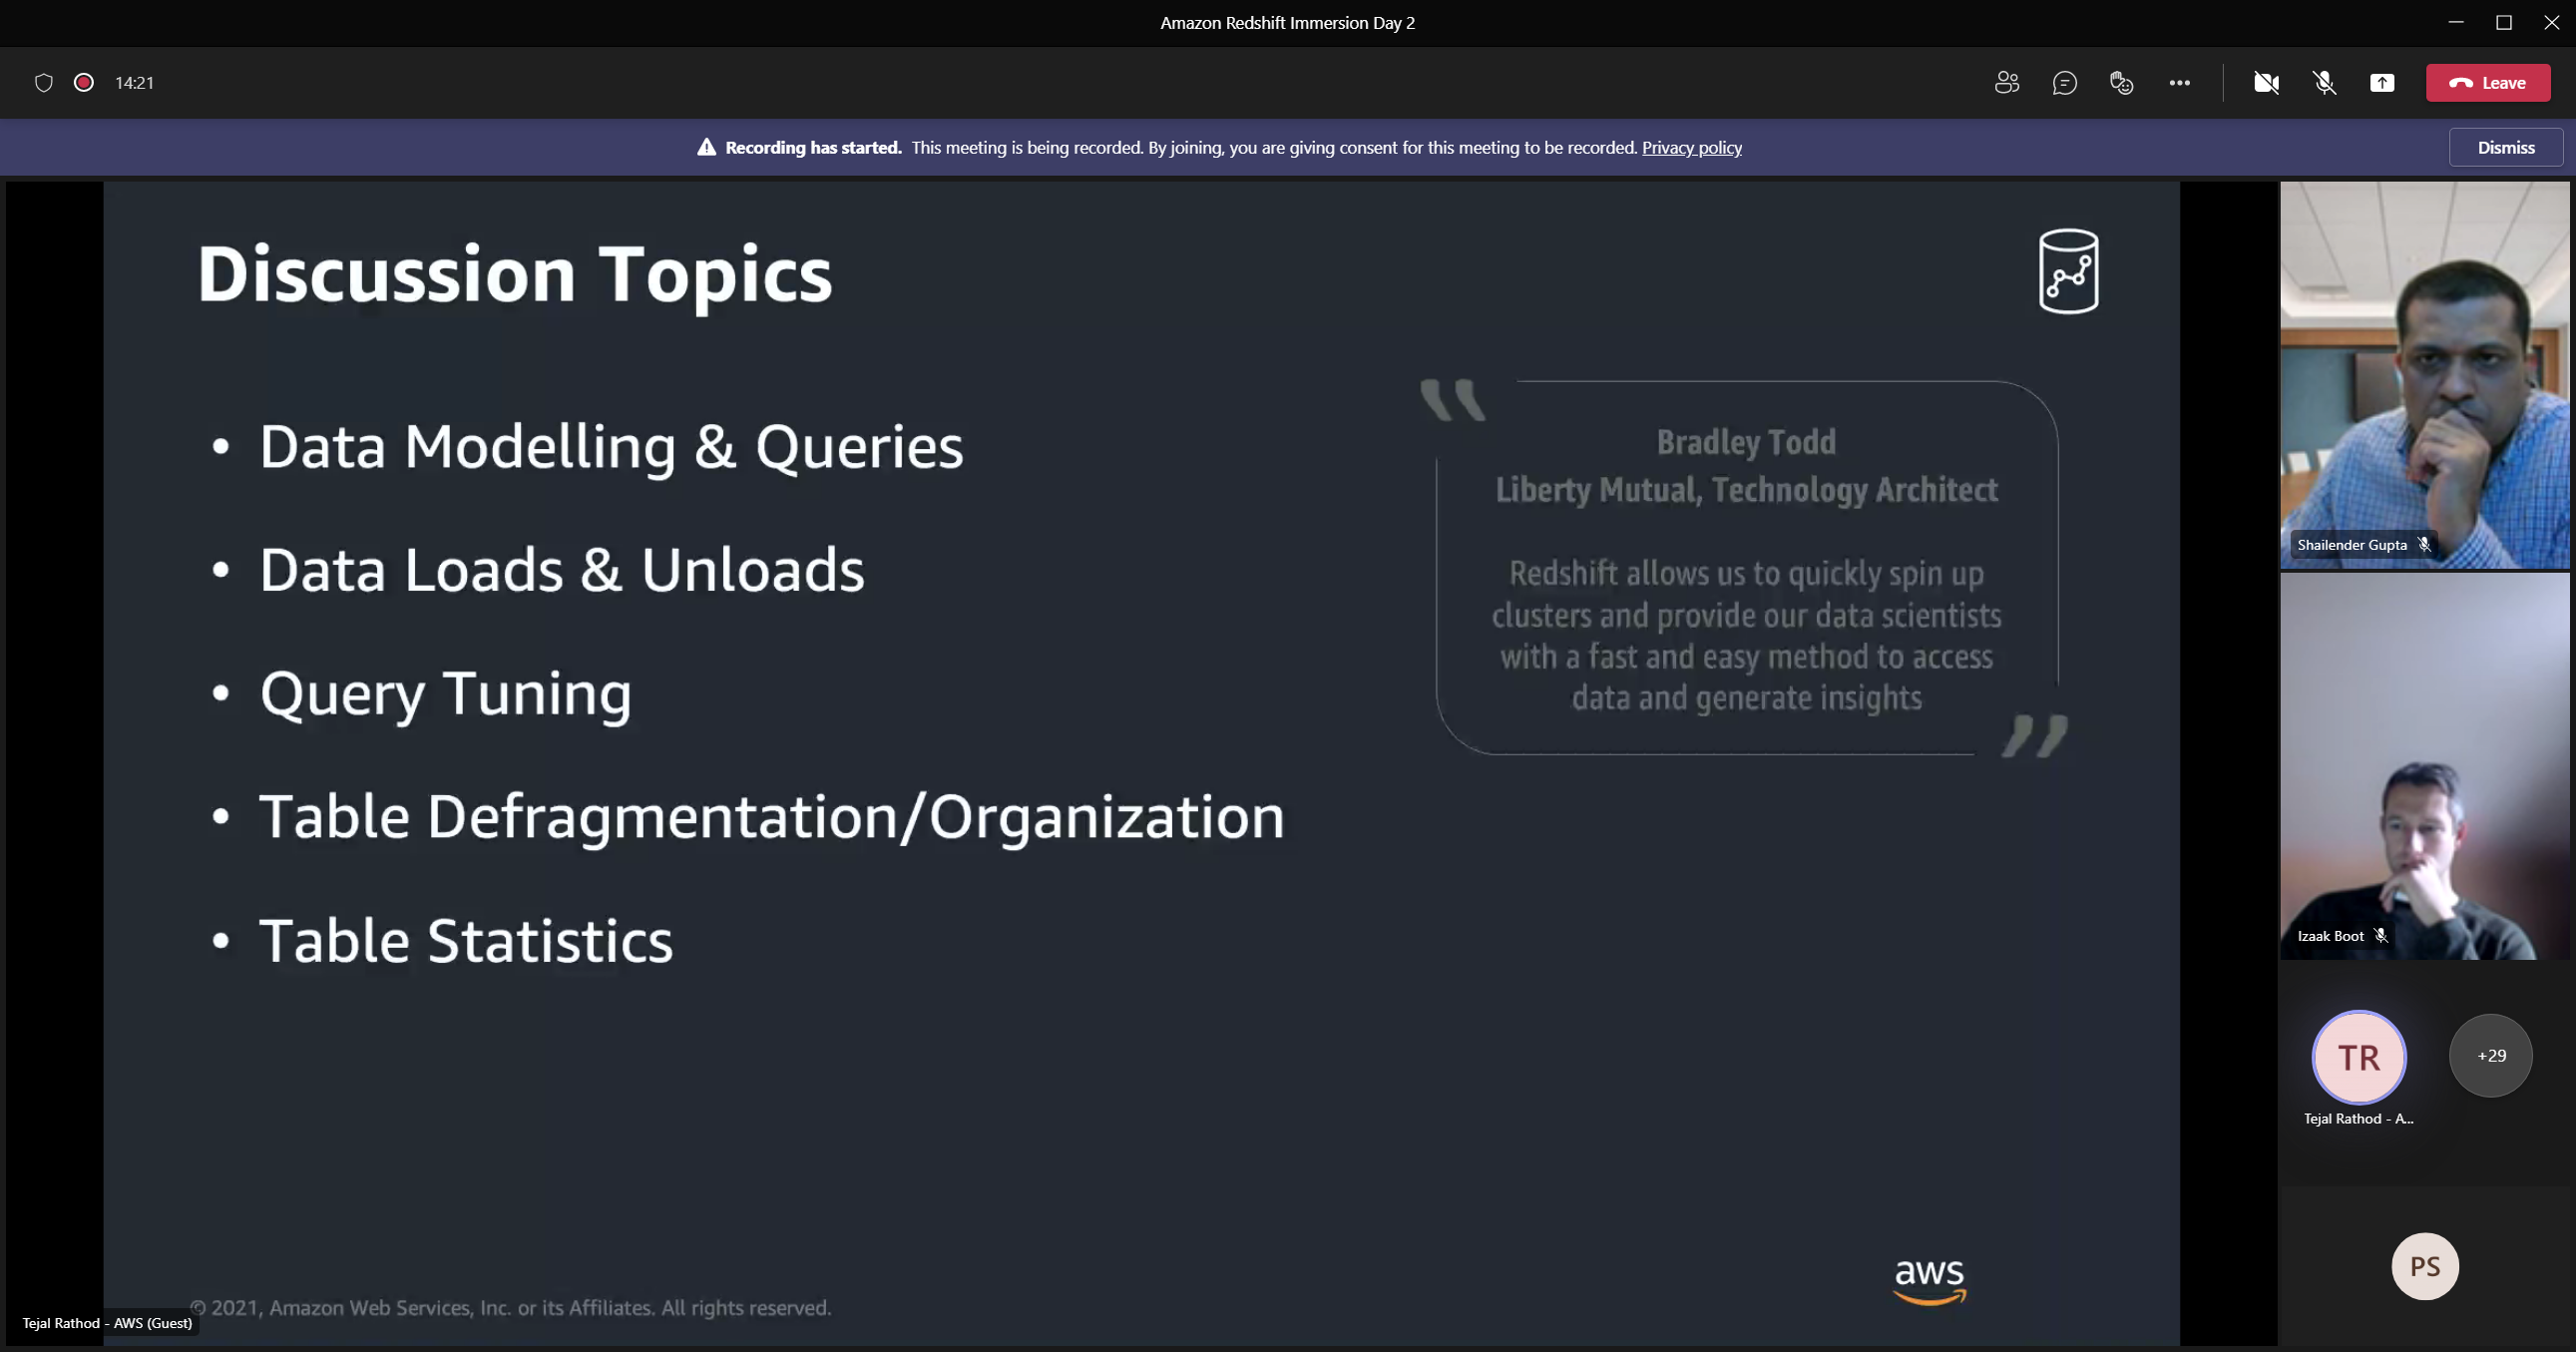 Amazon Redshift Immersion Day 2
14:21
Leave
Recording has started. This meeting is being recorded. By joining, you are giving consent for this meeting to be recorded. Privacy policy
Dismiss
Discussion Topics
• Data Modelling & Queries
• Data Loads & Unloads
• Query Tuning
• Table Defragmentation/Organization
• Table Statistics
"
Bradley Todd
Liberty Mutual, Technology Architect
Redshift allows us to quickly spin up
clusters and provide our data scientists
with a fast and easy method to access
data and generate insights
"
© 2021, Amazon Web Services, Inc. or its Affiliates. All rights reserved.
aws
Tejal Rathod - AWS (Guest)
Shailender Gupta
Izaak Boot
TR
+29
Tejal Rathod - A...
PS